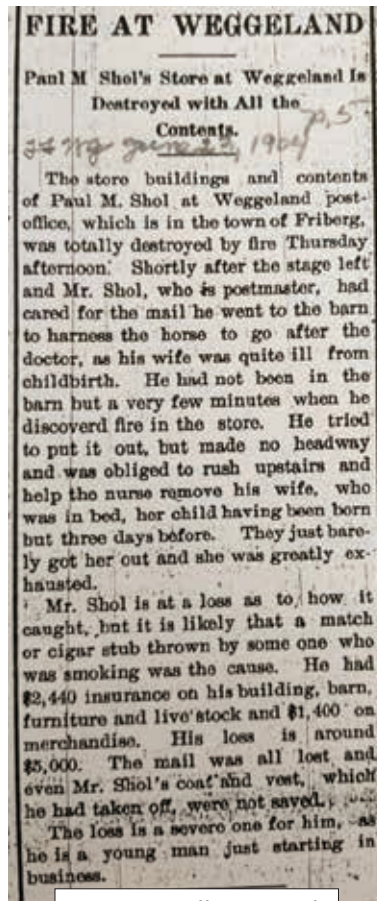 FIRE AT WEGGELAND
Paul M Shol's Store at Weggeland Is
Destroyed with All the
Contents.
June 23, 1904 p.5
The store buildings and contents
of Paul M. Shol at Weggeland post-
office, which is in the town of Friberg,
was totally destroyed by fire Thursday
afternoon. Shortly after the stage left
and Mr. Shol, who is postmaster, had
cared for the mail he went to the barn
to harness the horse to go after the
doctor, as his wife was quite ill from
childbirth. He had not been in the
barn but a very few minutes when he
discoverd fire in the store. He tried
to put it out, but made no headway
and was obliged to rush upstairs and
help the nurse remove his wife, who
was in bed, her child having been born
but three days before. They just bare-
ly got her out and she was greatly ex-
hausted.
Mr. Shol is at a loss as to how it
caught, but it is likely that a match
or cigar stub thrown by some one who
was smoking was the cause. He had
$2,440 insurance on his building, barn,
furniture and live stock and $1,400 on
merchandise. His loss is around
$5,000. The mail was all lost and
even Mr. Shol's coat and vest, which
he had taken off, were not saved.
The loss is a severe one for him, as
he is a young man just starting in
business.